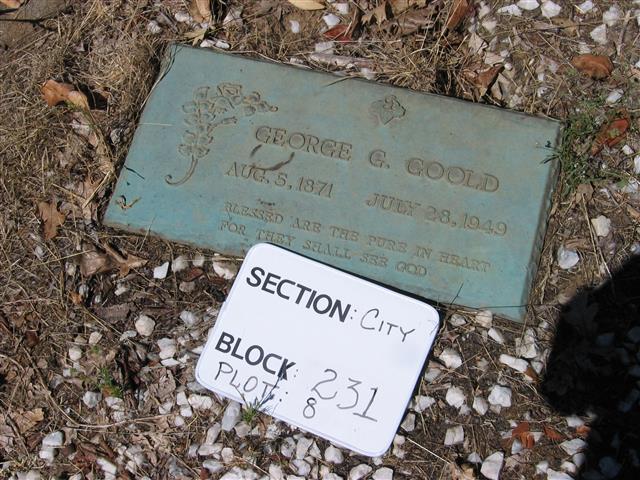 GEORGE G. GOOLD
AUG. 5, 1871 JULY 28, 1949
BLESSED ARE THE PURE IN HEART
FOR THEY SHALL SEE GOD
SECTION: CITY
BLOCK: 231
PLOT: 8